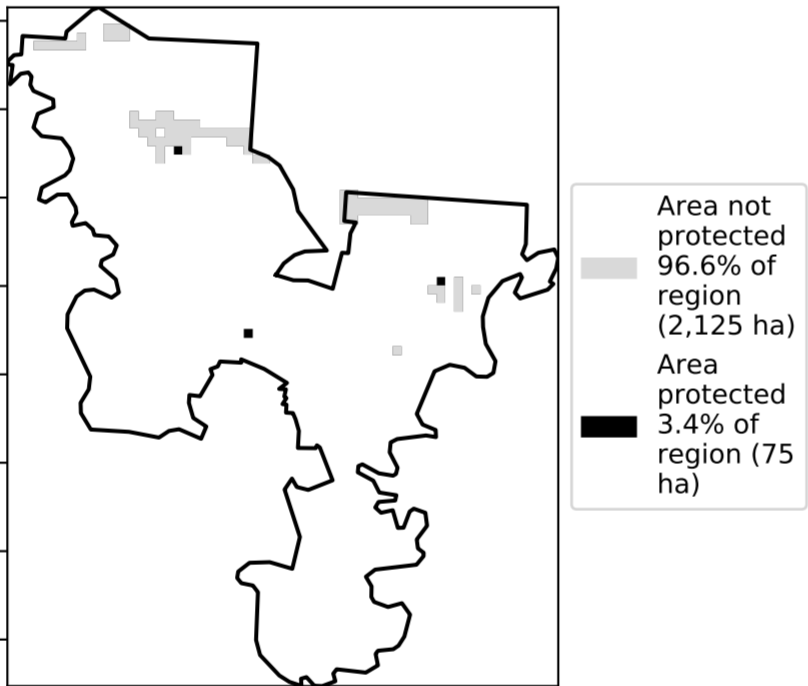 Area not
protected
96.6% of
region
(2,125 ha)
Area
protected
3.4% of
region (75
ha)